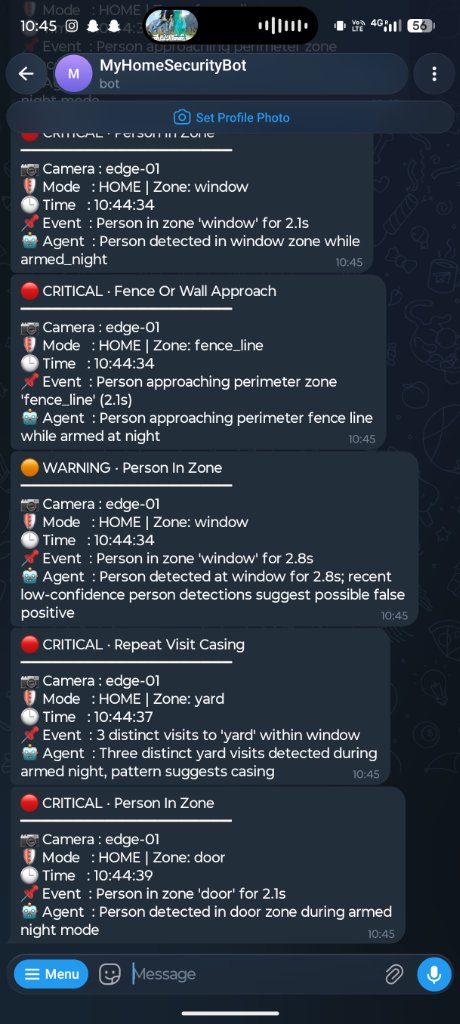 10:45
Vo))
LTE
4G
56
M
MyHomeSecurityBot
bot
night mode
Set Profile Photo
CRITICAL · Person In Zone
Camera : edge-01
Mode : HOME | Zone: window
Time : 10:44:34
Event : Person in zone 'window' for 2.1s
Agent : Person detected in window zone while
armed_night
10:45
CRITICAL · Fence Or Wall Approach
Camera : edge-01
Mode : HOME | Zone: fence_line
Time : 10:44:34
Event : Person approaching perimeter zone
'fence_line' (2.1s)
Agent : Person approaching perimeter fence line
while armed at night
10:45
WARNING · Person In Zone
Camera : edge-01
Mode : HOME | Zone: window
Time : 10:44:34
Event : Person in zone 'window' for 2.8s
Agent : Person detected at window for 2.8s; recent
low-confidence person detections suggest possible false
positive
10:45
CRITICAL · Repeat Visit Casing
Camera : edge-01
Mode : HOME | Zone: yard
Time : 10:44:37
Event : 3 distinct visits to 'yard' within window
Agent : Three distinct yard visits detected during
armed night, pattern suggests casing
10:45
CRITICAL · Person In Zone
Camera : edge-01
Mode : HOME | Zone: door
Time : 10:44:39
Event : Person in zone 'door' for 2.1s
Agent : Person detected in door zone during armed
night mode
10:45
Menu
Message